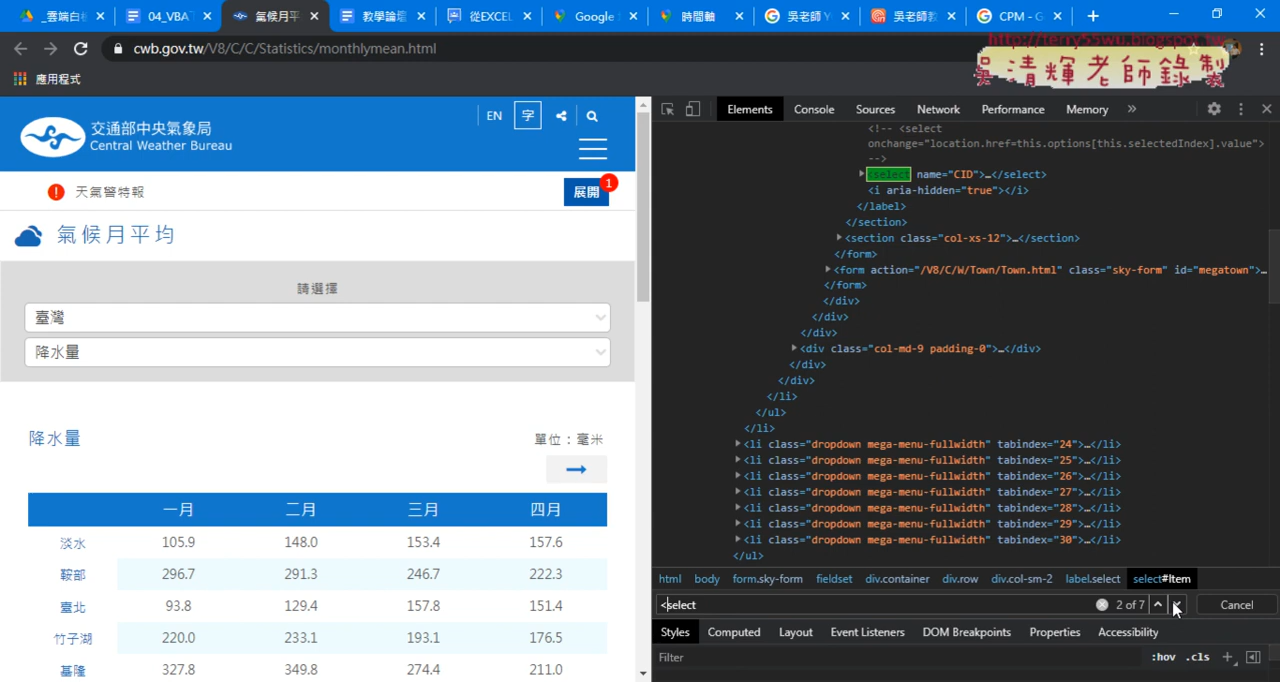 _雲端白板
04_VBA
氣候月平
教學論壇
從EXCEL
Google
時間軸
吳老師 Y
吳老師教
CPM - G
cwb.gov.tw/V8/C/C/Statistics/monthlymean.html
應用程式
http://terry55wu.blogspot.tw
吳清輝老師錄製
交通部中央氣象局
Central Weather Bureau
EN
字
天氣警特報
展開
1
氣候月平均
請選擇
臺灣
降水量
降水量
單位：毫米
一月 二月 三月 四月
淡水 105.9 148.0 153.4 157.6
鞍部 296.7 291.3 246.7 222.3
臺北 93.8 129.4 157.8 151.4
竹子湖 220.0 233.1 193.1 176.5
基隆 327.8 349.8 274.4 211.0
Elements Console Sources Network Performance Memory »
<!-- <select
onchange="location.href=this.options[this.selectedIndex].value">
-->
<select name="CID">…</select>
<i aria-hidden="true"></i>
</label>
</section>
<section class="col-xs-12">…</section>
</form>
<form action="/V8/C/W/Town/Town.html" class="sky-form" id="megatown">…
</form>
</div>
</div>
</div>
<div class="col-md-9 padding-0">…</div>
</div>
</div>
</li>
</ul>
</li>
<li class="dropdown mega-menu-fullwidth" tabindex="24">…</li>
<li class="dropdown mega-menu-fullwidth" tabindex="25">…</li>
<li class="dropdown mega-menu-fullwidth" tabindex="26">…</li>
<li class="dropdown mega-menu-fullwidth" tabindex="27">…</li>
<li class="dropdown mega-menu-fullwidth" tabindex="28">…</li>
<li class="dropdown mega-menu-fullwidth" tabindex="29">…</li>
<li class="dropdown mega-menu-fullwidth" tabindex="30">…</li>
</ul>
html body form.sky-form fieldset div.container div.row div.col-sm-2 label.select select#Item
<select 2 of 7 Cancel
Styles Computed Layout Event Listeners DOM Breakpoints Properties Accessibility
Filter :hov .cls +